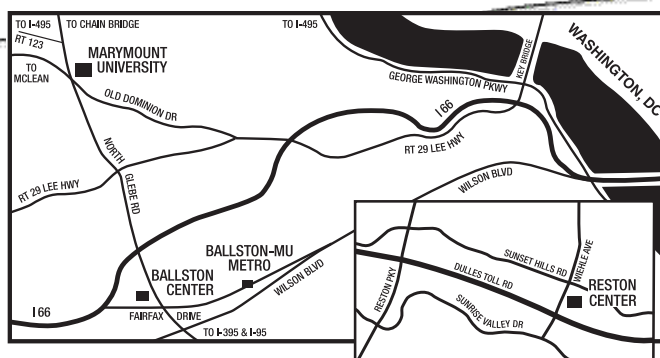 TO I-495
TO CHAIN BRIDGE
RT 123
TO
MCLEAN
MARYMOUNT
UNIVERSITY
OLD DOMINION DR
TO I-495
GEORGE WASHINGTON PKWY
KEY BRIDGE
WASHINGTON, DC
I 66
RT 29 LEE HWY
NORTH
GLEBE RD
RT 29 LEE HWY
WILSON BLVD
BALLSTON-MU
METRO
BALLSTON
CENTER
WILSON BLVD
I 66
FAIRFAX DRIVE
TO I-395 & I-95
RESTON PKY
SUNSET HILLS RD
WIEHLE AVE
DULLES TOLL RD
RESTON
CENTER
SUNRISE VALLEY DR